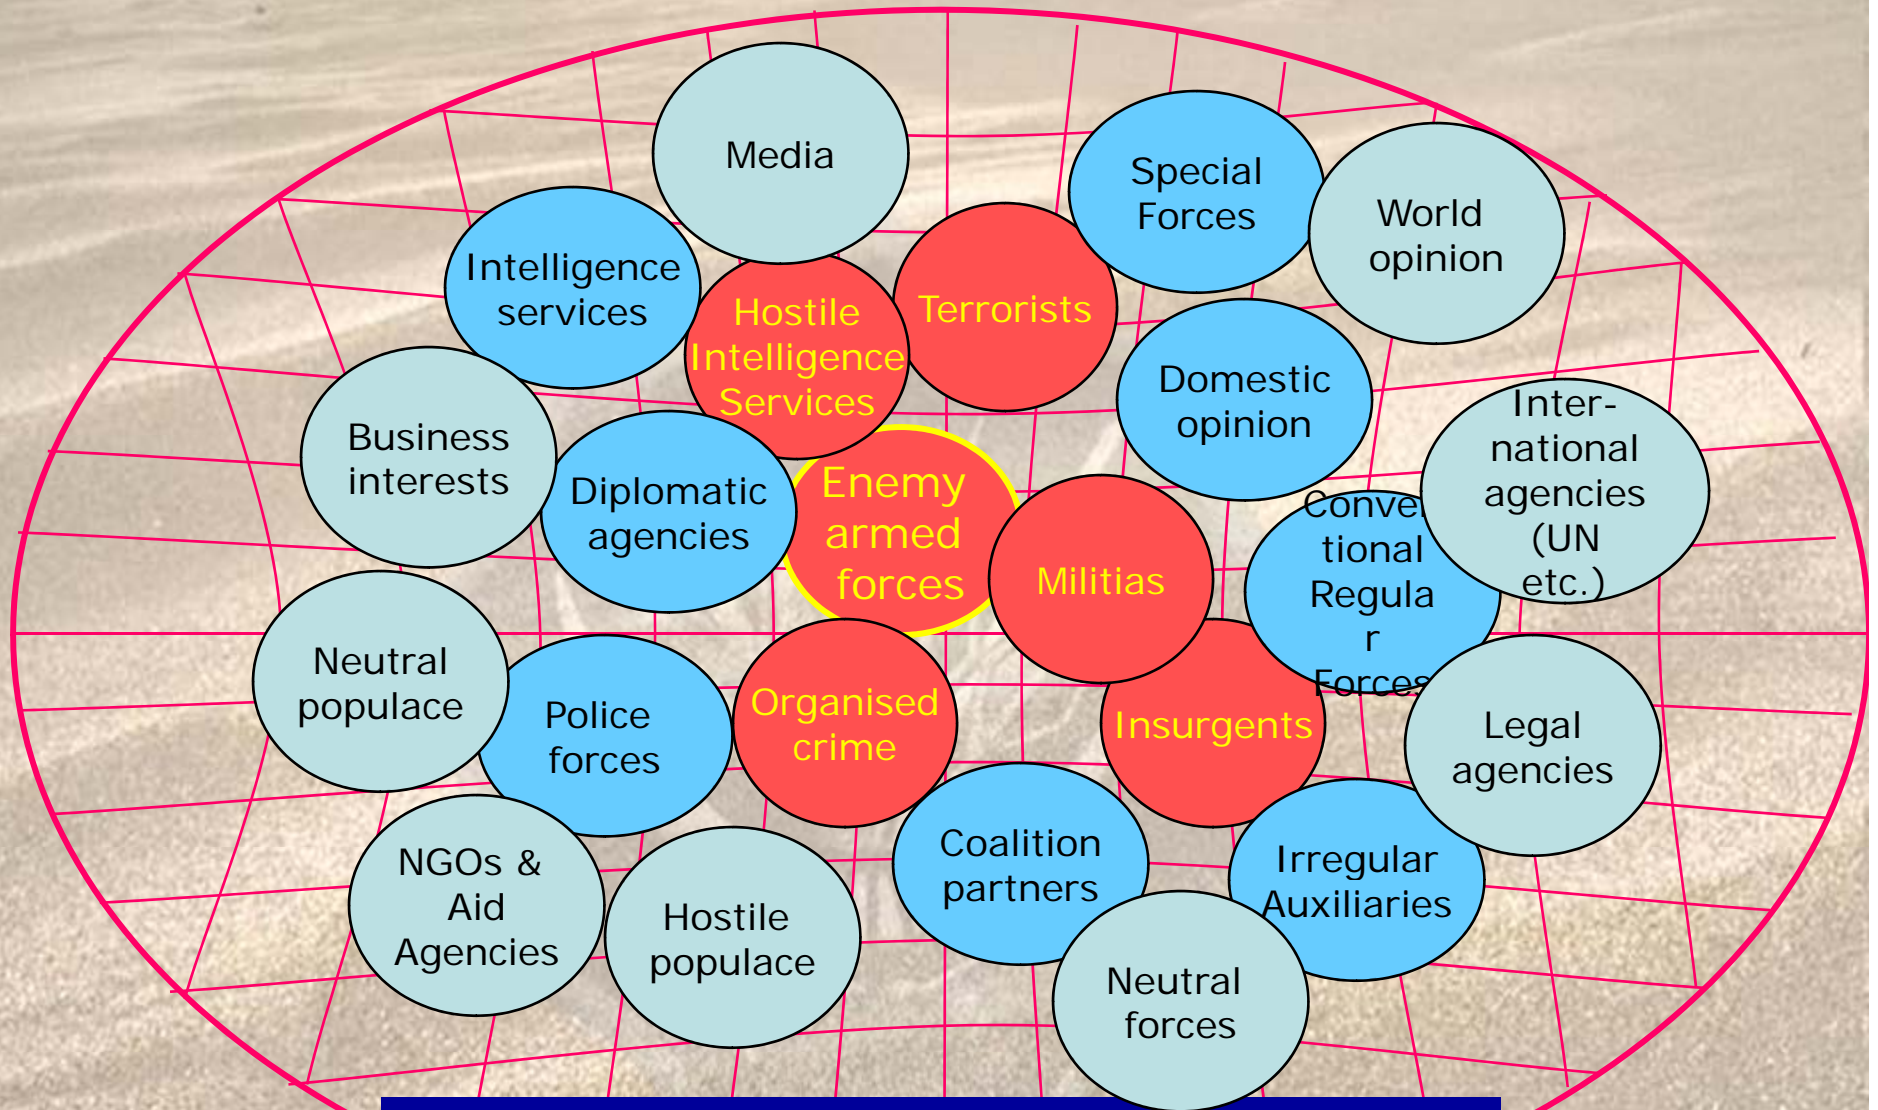 Media
Special
Forces
World
opinion
Intelligence
services
Hostile
Intelligence
Services
Terrorists
Domestic
opinion
Inter-
national
agencies
(UN
etc.)
Business
interests
Diplomatic
agencies
Enemy
armed
forces
Militias
tional
Regula
r
Forces
Neutral
populace
Police
forces
Organised
crime
Insurgents
Legal
agencies
NGOs &
Aid
Agencies
Hostile
populace
Coalition
partners
Irregular
Auxiliaries
Neutral
forces